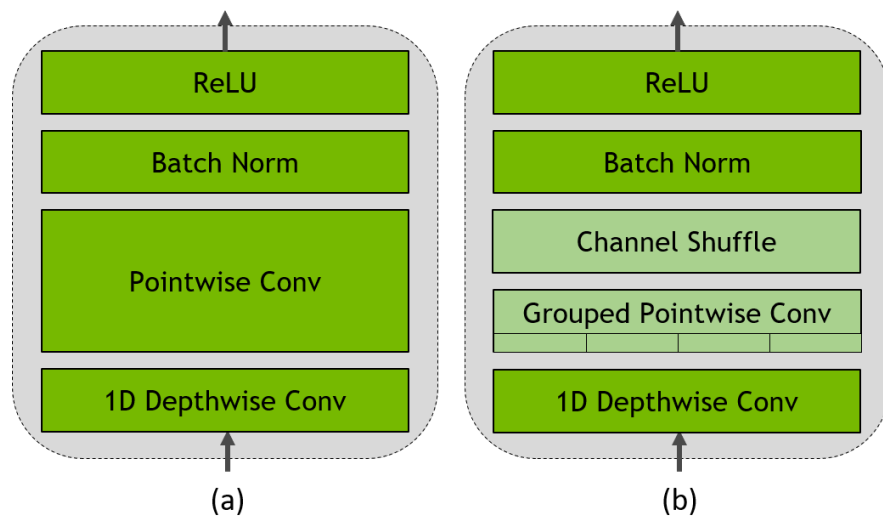 ReLU
Batch Norm
Pointwise Conv
1D Depthwise Conv
(a)
ReLU
Batch Norm
Channel Shuffle
Grouped Pointwise Conv
1D Depthwise Conv
(b)